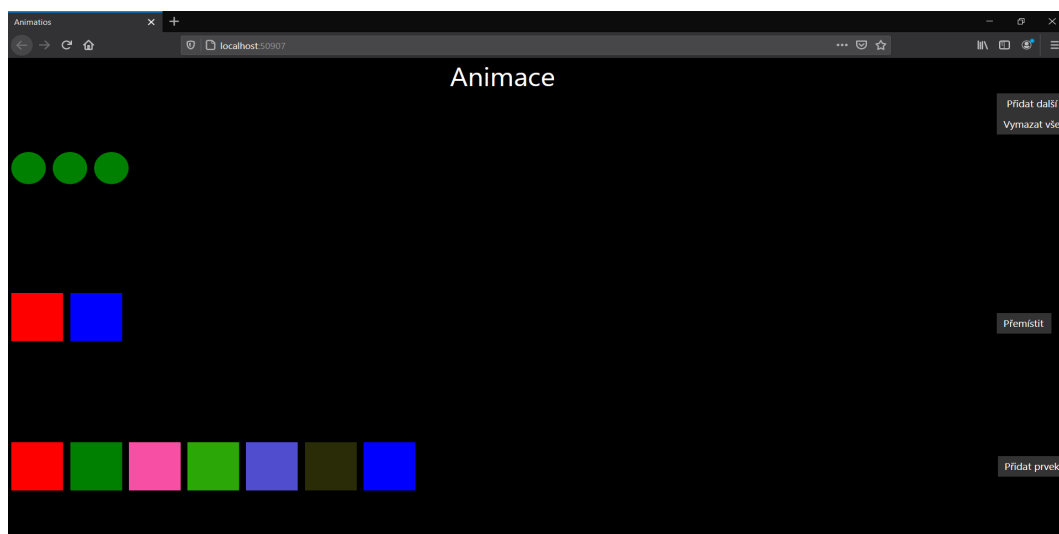 Animatios
localhost:50907
Animace
Přidat další
Vymazat vše
Přemístit
Přidat prvek